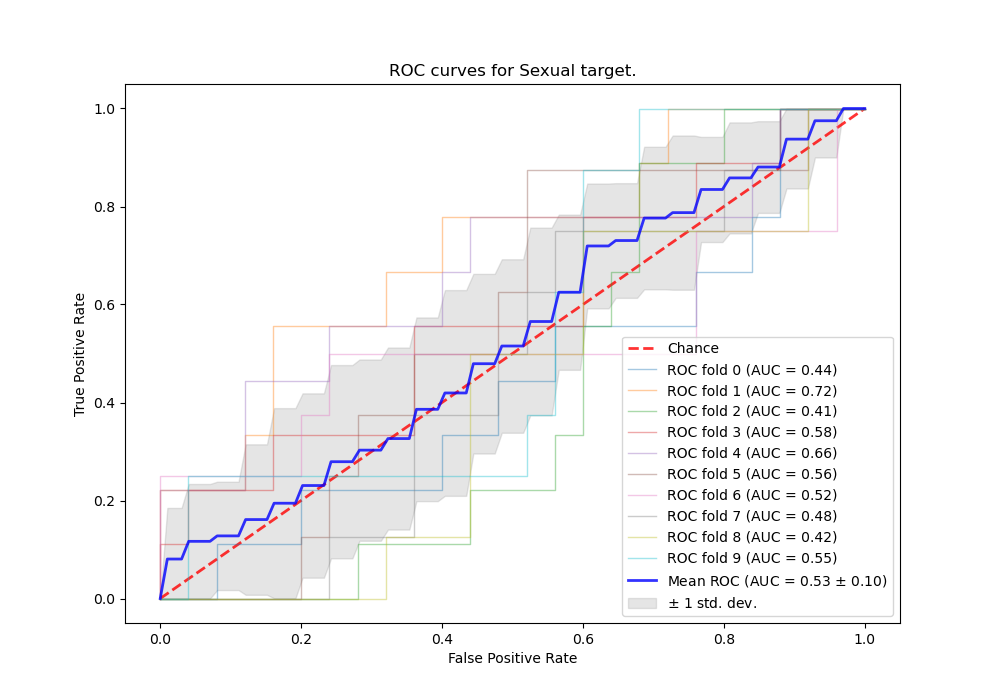 ROC curves for Sexual target.
True Positive Rate
1.0
0.8
0.6
0.4
0.2
0.0
0.0 0.2 0.4 0.6 0.8 1.0
False Positive Rate
Chance
ROC fold 0 (AUC = 0.44)
ROC fold 1 (AUC = 0.72)
ROC fold 2 (AUC = 0.41)
ROC fold 3 (AUC = 0.58)
ROC fold 4 (AUC = 0.66)
ROC fold 5 (AUC = 0.56)
ROC fold 6 (AUC = 0.52)
ROC fold 7 (AUC = 0.48)
ROC fold 8 (AUC = 0.42)
ROC fold 9 (AUC = 0.55)
Mean ROC (AUC = 0.53 ± 0.10)
± 1 std. dev.